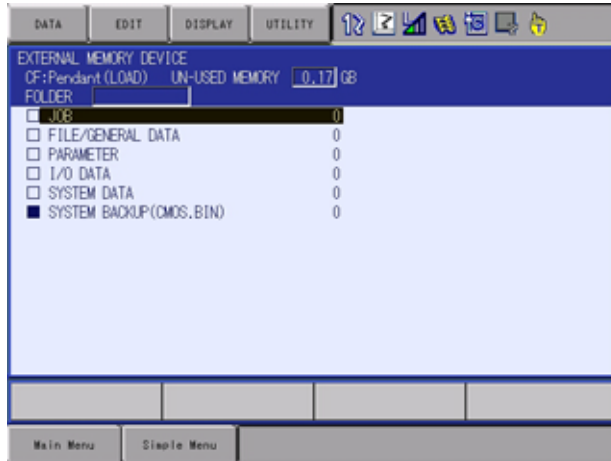 DATA EDIT DISPLAY UTILITY
EXTERNAL MEMORY DEVICE
CF:Pendant(LOAD) UN-USED MEMORY 0.17 GB
FOLDER
JOB 0
FILE/GENERAL DATA 0
PARAMETER 0
I/O DATA 0
SYSTEM DATA 0
SYSTEM BACKUP(CMOS.BIN) 0
Main Menu Simple Menu